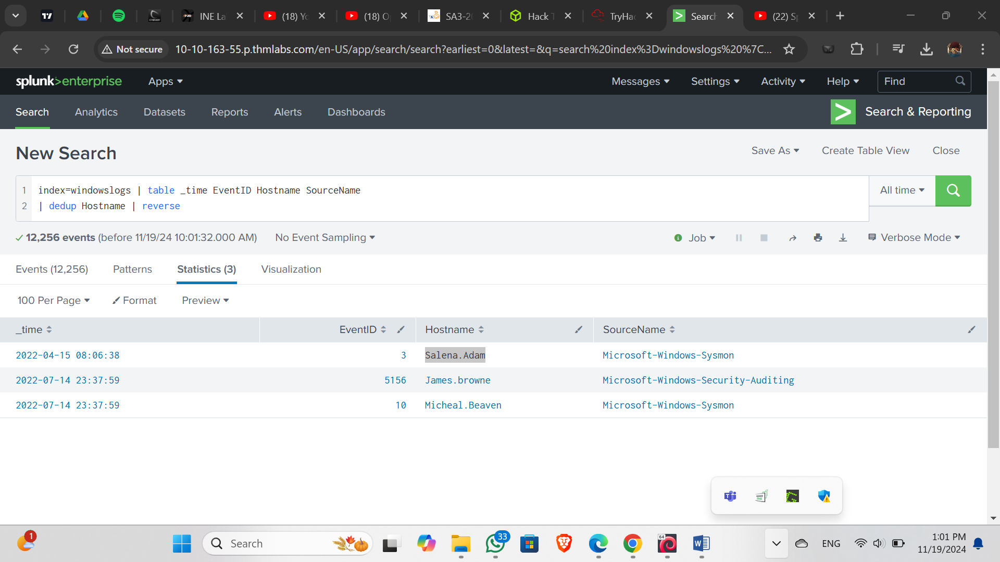 INE La
(18) Yo
(18) O
SA3-20
Hack T
TryHac
Search
(22) Sp
Not secure
10-10-163-55.p.thmlabs.com/en-US/app/search/search?earliest=0&latest=&q=search%20index%3Dwindowslogs%20%7C...
splunk>enterprise
Apps
Messages
Settings
Activity
Help
Find
Search
Analytics
Datasets
Reports
Alerts
Dashboards
Search & Reporting
New Search
Save As
Create Table View
Close
1 index=windowslogs | table _time EventID Hostname SourceName
2 | dedup Hostname | reverse
All time
12,256 events (before 11/19/24 10:01:32.000 AM)
No Event Sampling
Job
Verbose Mode
Events (12,256)
Patterns
Statistics (3)
Visualization
100 Per Page
Format
Preview
_time EventID Hostname SourceName
2022-04-15 08:06:38 3 Salena.Adam Microsoft-Windows-Sysmon
2022-07-14 23:37:59 5156 James.browne Microsoft-Windows-Security-Auditing
2022-07-14 23:37:59 10 Micheal.Beaven Microsoft-Windows-Sysmon
1
Search
33
64
ENG
1:01 PM
11/19/2024